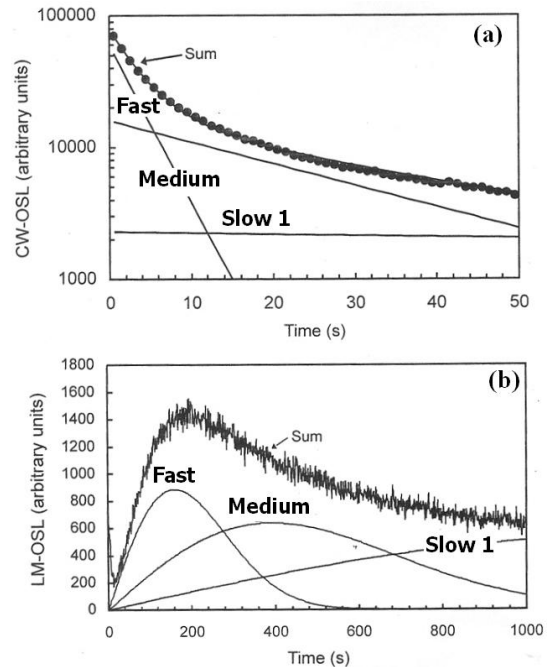 (a)
100000
Sum
Fast
10000
Medium
Slow 1
1000
0 10 20 30 40 50
Time (s)
CW-OSL (arbitrary units)
(b)
1800
1600
1400
1200
1000
800
600
400
200
0
Sum
Fast
Medium
Slow 1
0 200 400 600 800 1000
Time (s)
LM-OSL (arbitrary units)